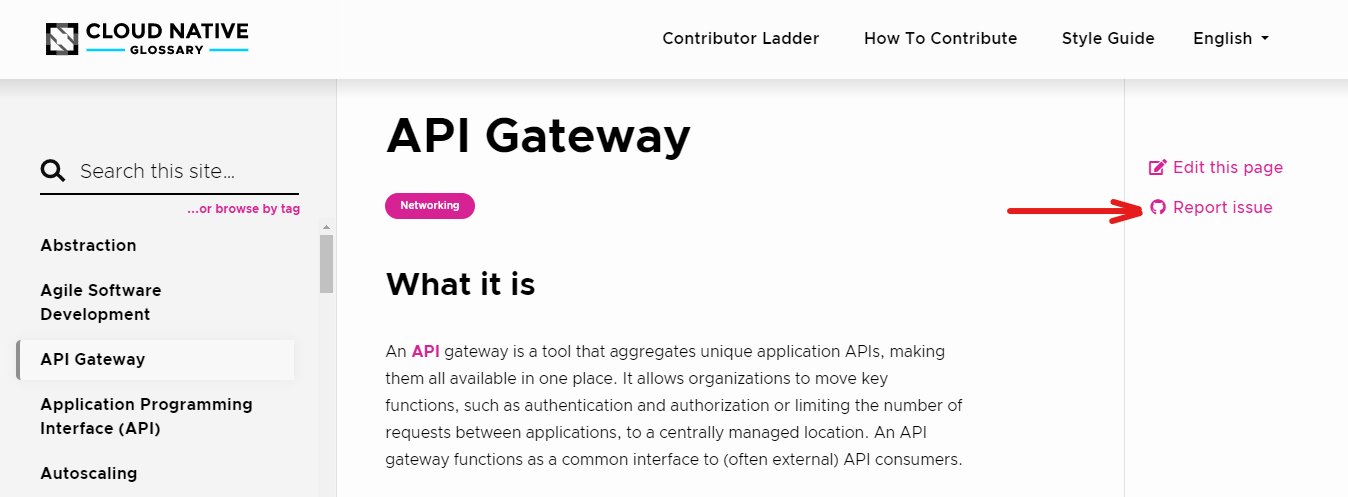 CLOUD NATIVE
GLOSSARY
Contributor Ladder
How To Contribute
Style Guide
English
Search this site…
...or browse by tag
Abstraction
Agile Software
Development
API Gateway
Application Programming
Interface (API)
Autoscaling
API Gateway
Networking
What it is
An API gateway is a tool that aggregates unique application APIs, making
them all available in one place. It allows organizations to move key
functions, such as authentication and authorization or limiting the number of
requests between applications, to a centrally managed location. An API
gateway functions as a common interface to (often external) API consumers.
Edit this page
Report issue